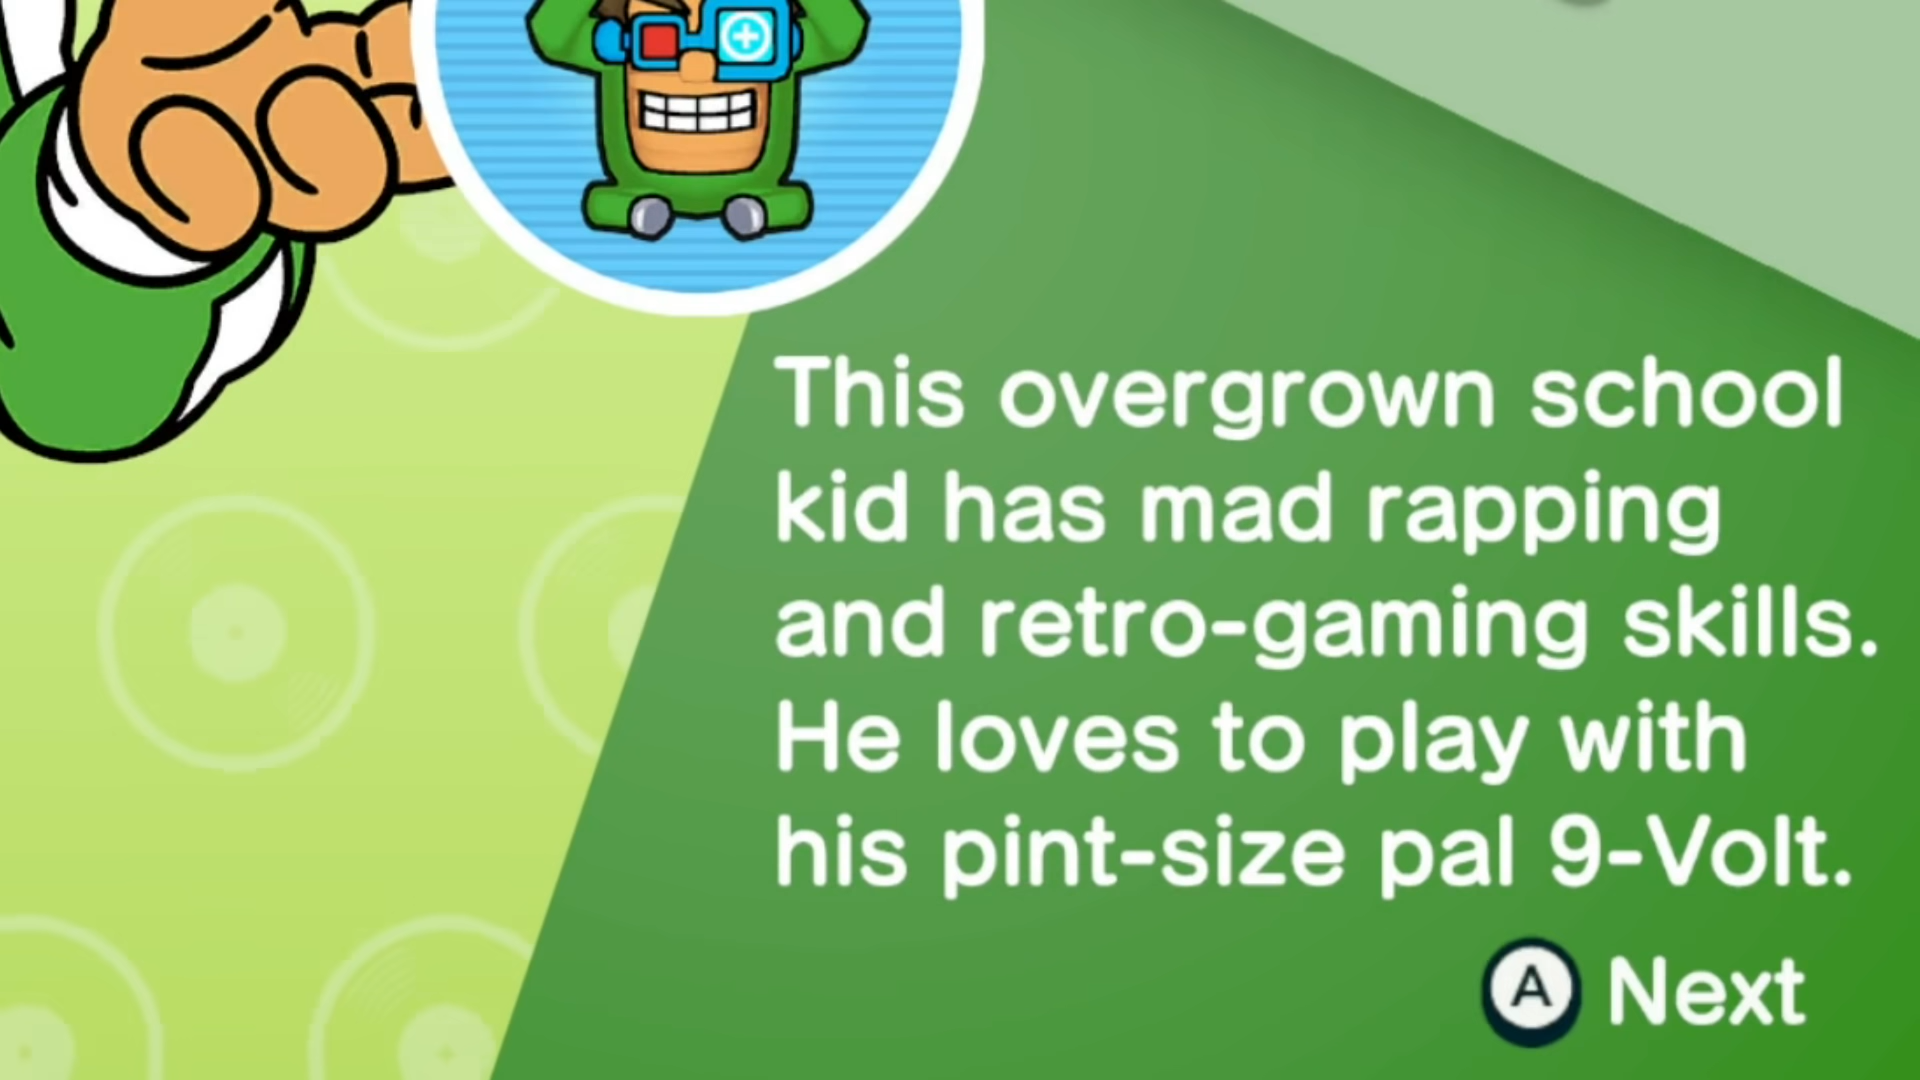 This overgrown school
kid has mad rapping
and retro-gaming skills.
He loves to play with
his pint-size pal 9-Volt.
A Next